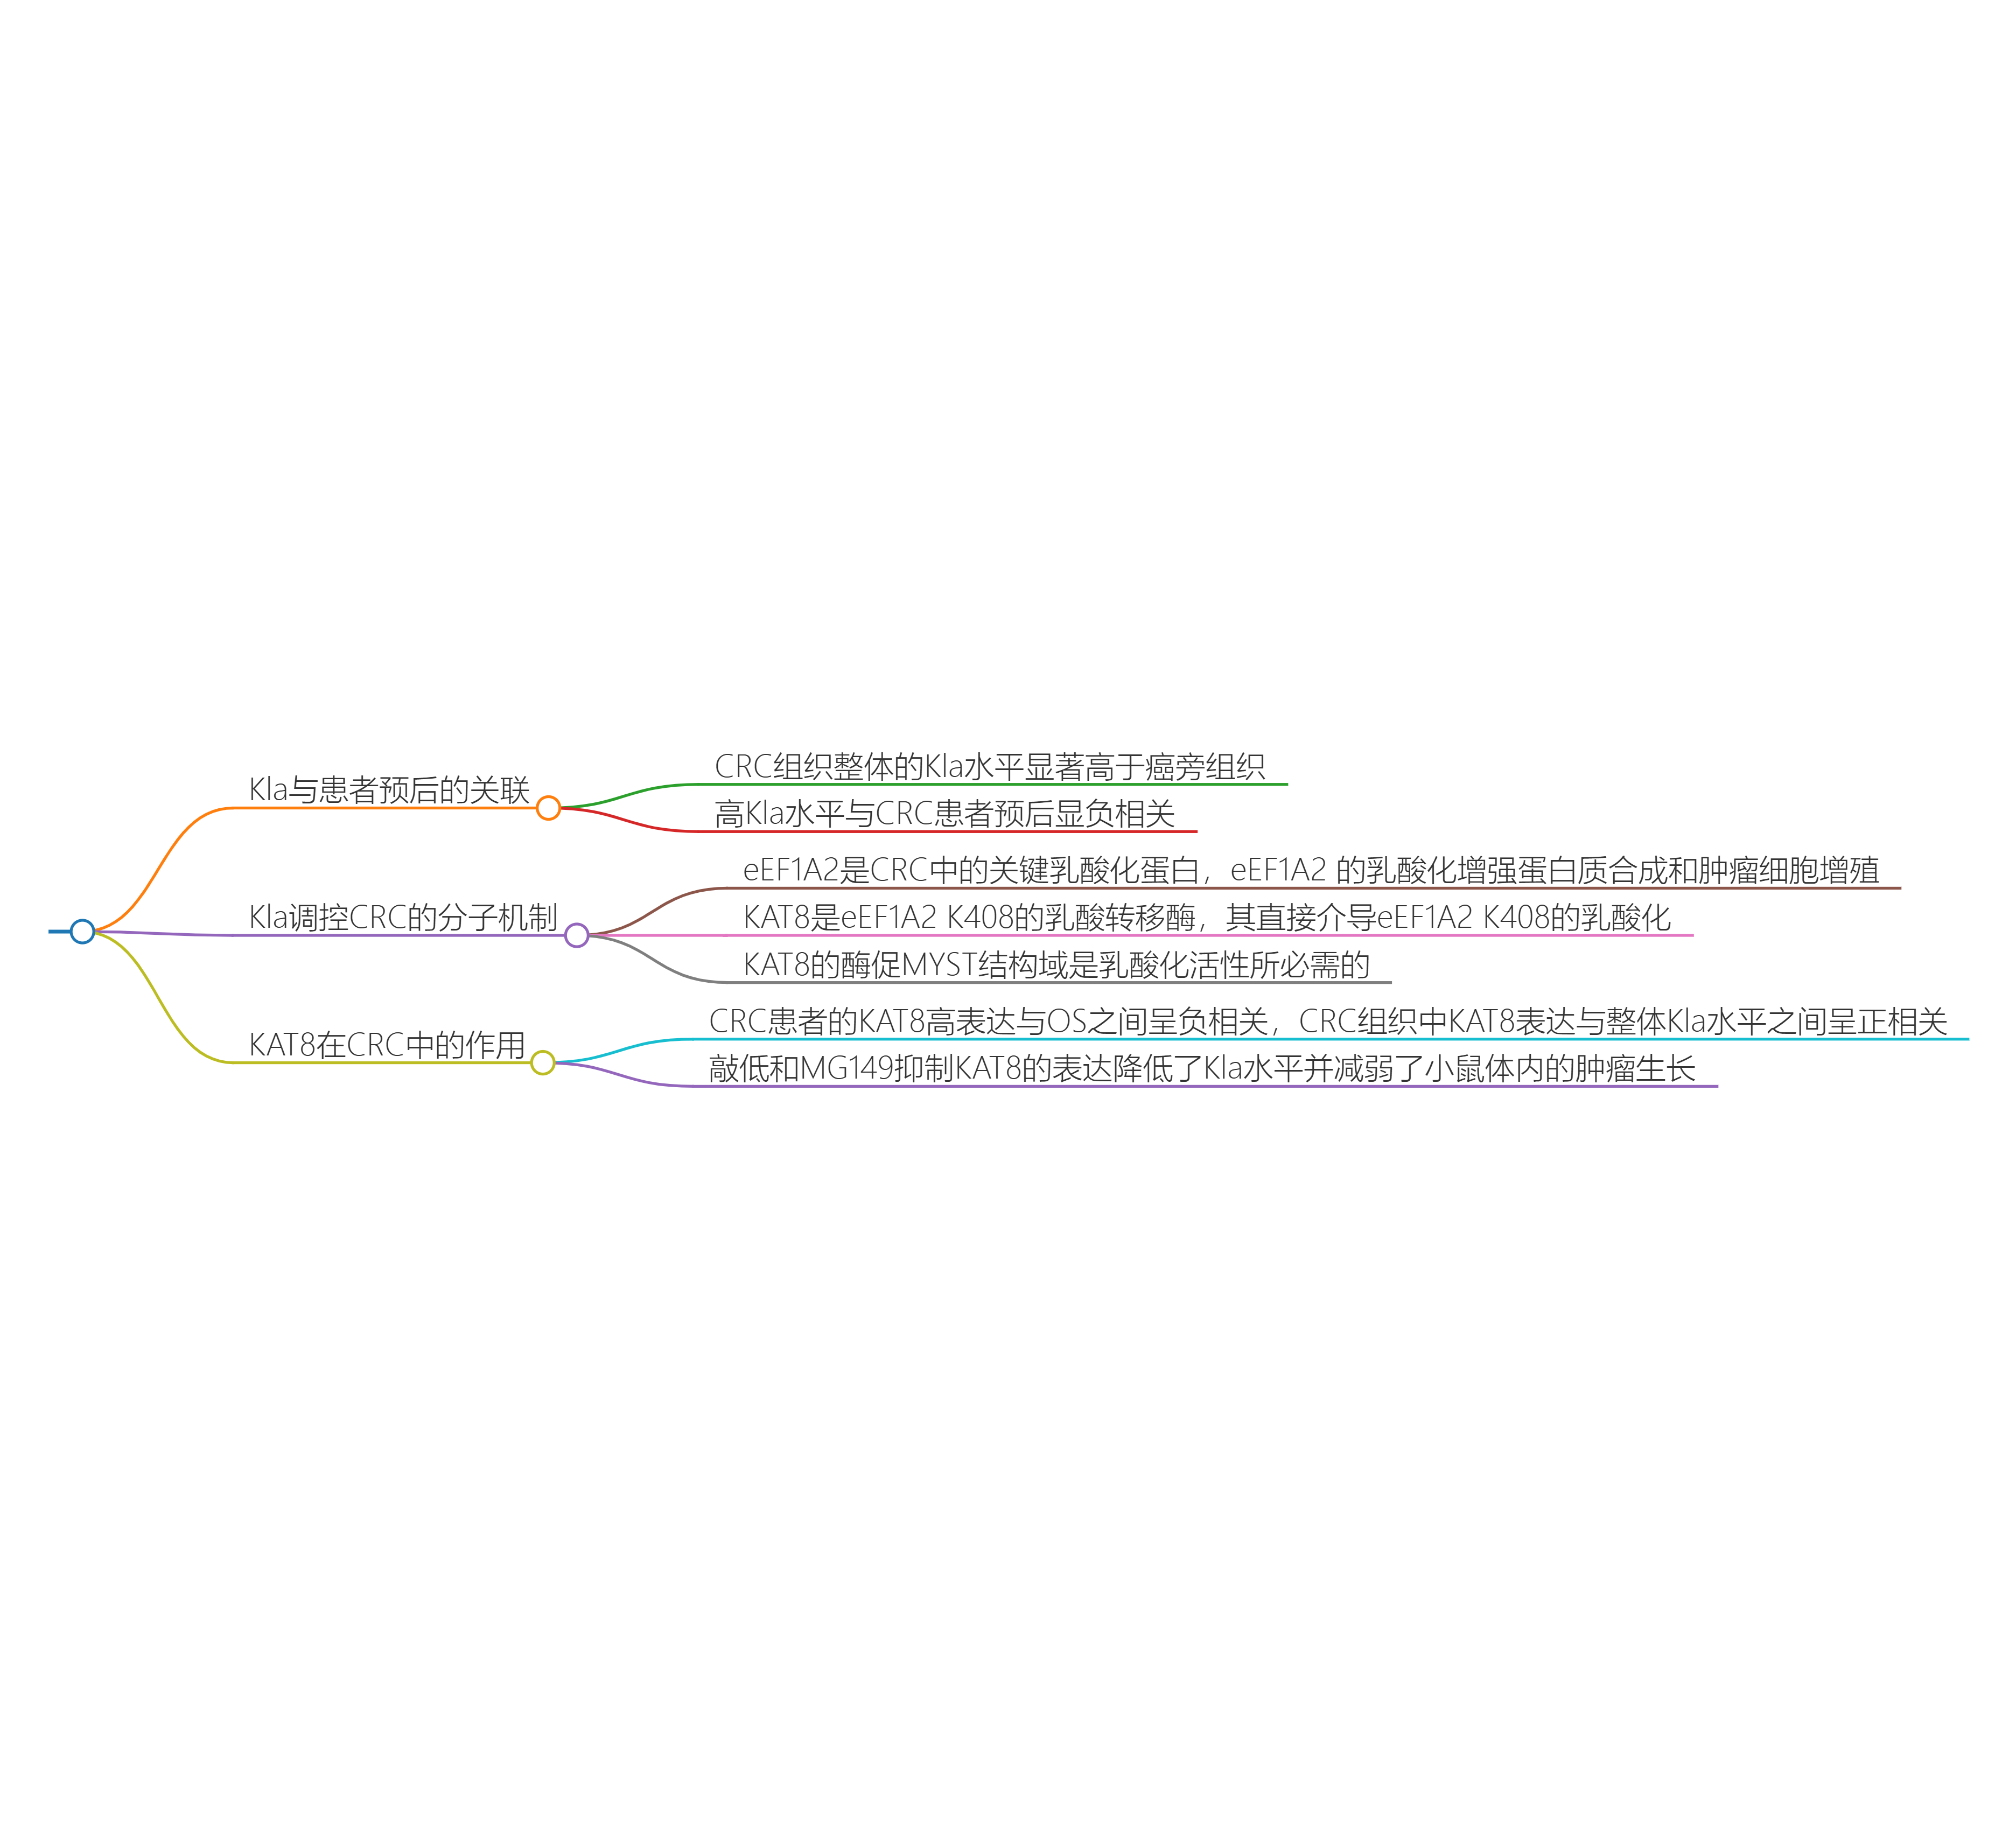 Kla与患者预后的关联
CRC组织整体的Kla水平显著高于癌旁组织
高Kla水平与CRC患者预后显负相关
Kla调控CRC的分子机制
eEF1A2是CRC中的关键乳酸化蛋白，eEF1A2 的乳酸化增强蛋白质合成和肿瘤细胞增殖
KAT8是eEF1A2 K408的乳酸转移酶，其直接介导eEF1A2 K408的乳酸化
KAT8的酶促MYST结构域是乳酸化活性所必需的
KAT8在CRC中的作用
CRC患者的KAT8高表达与OS之间呈负相关，CRC组织中KAT8表达与整体Kla水平之间呈正相关
敲低和MG149抑制KAT8的表达降低了Kla水平并减弱了小鼠体内的肿瘤生长